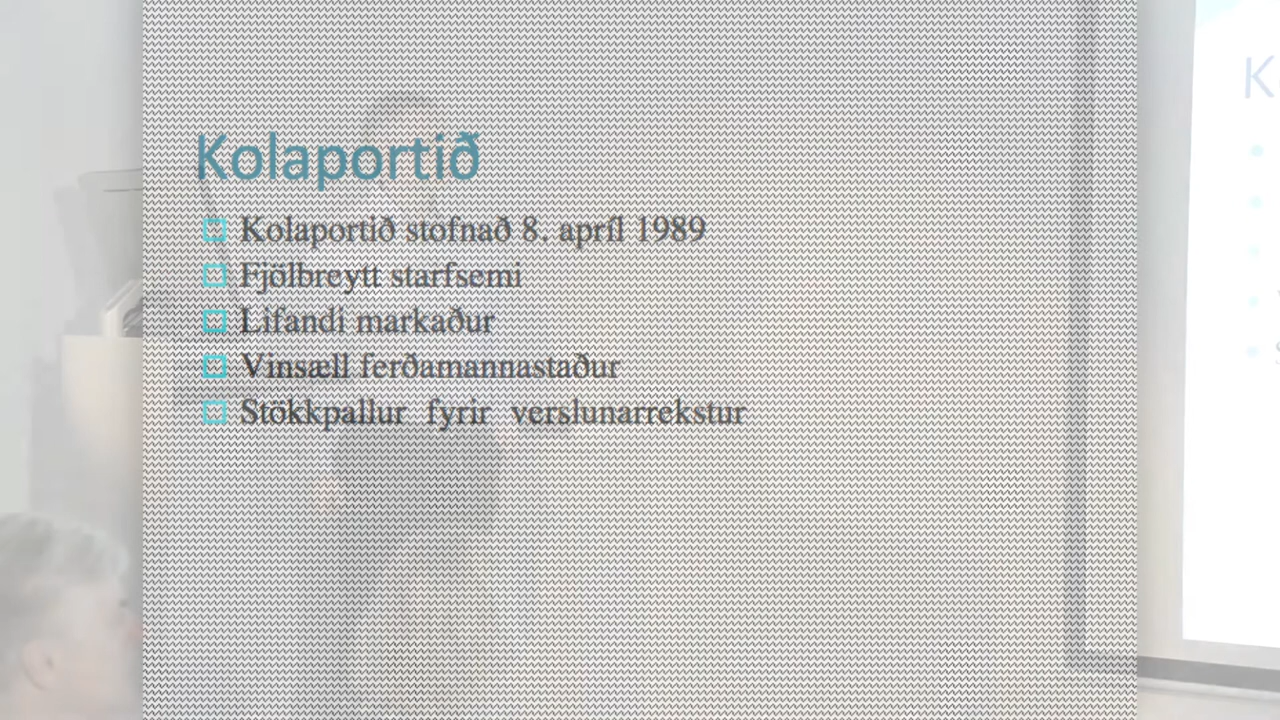 Kolaportið
Kolaportið stofnað 8. apríl 1989
Fjölbreytt starfsemi
Lifandi markaður
Vinsæll ferðamannastaður
Stökkpallur fyrir verslunarrekstur